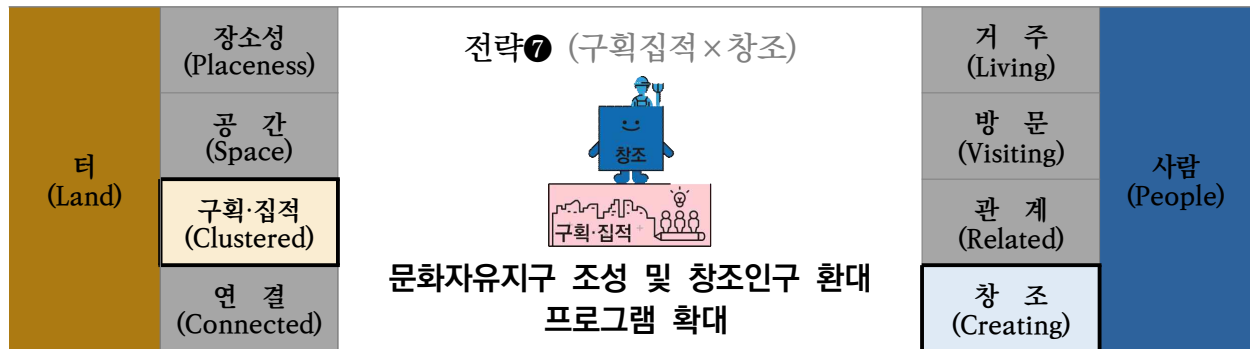 터
(Land)
장소성
(Placeness)
공 간
(Space)
구획·집적
(Clustered)
연 결
(Connected)
전략❼ (구획집적×창조)
창조
구획·집적
문화자유지구 조성 및 창조인구 환대
프로그램 확대
거 주
(Living)
방 문
(Visiting)
관 계
(Related)
창 조
(Creating)
사람
(People)